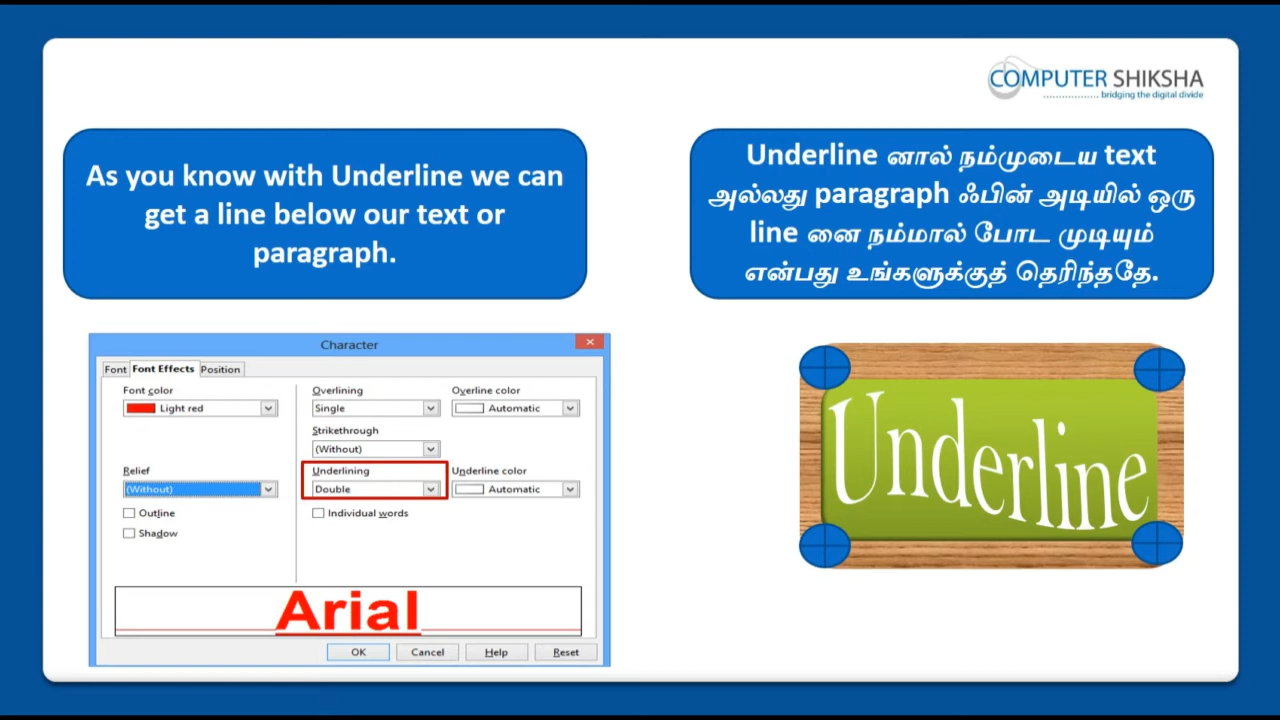 COMPUTER SHIKSHA
bridging the digital divide
As you know with Underline we can
get a line below our text or
paragraph.
Underline னால் நம்முடைய text
அல்லது paragraph ஃபின் அடியில் ஒரு
line னை நம்மால் போட முடியும்
என்பது உங்களுக்குத் தெரிந்ததே.
Character
Font Font Effects Position
Font color
Light red
Overlining
Single
Overline color
Automatic
Strikethrough
(Without)
Relief
(Without)
Underlining
Double
Underline color
Automatic
Outline
Shadow
Individual words
Arial
OK Cancel Help Reset
Underline